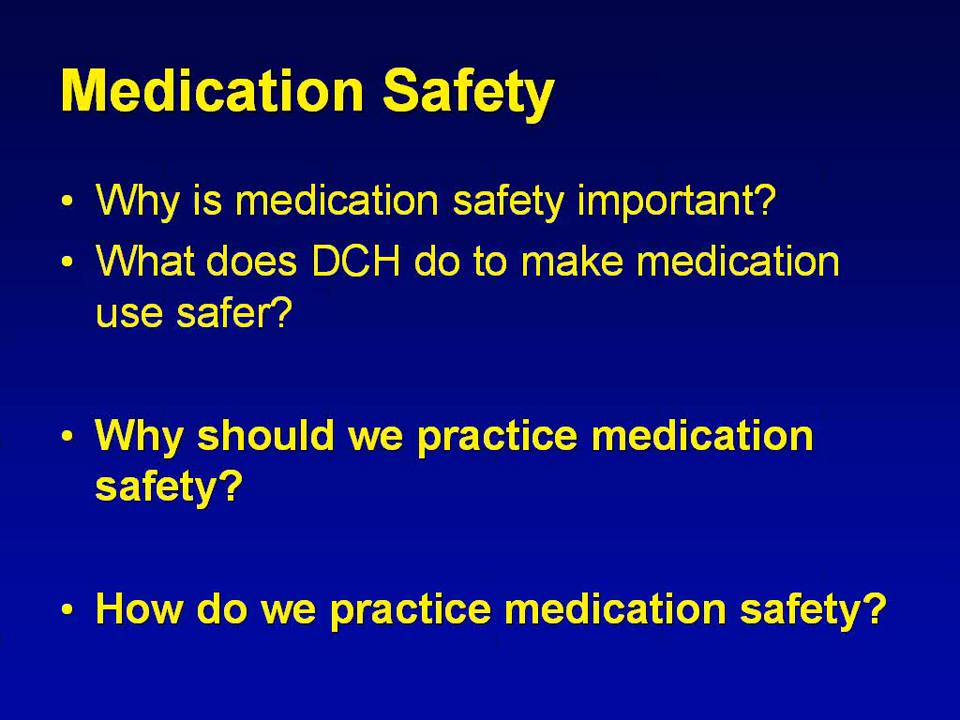 Medication Safety
• Why is medication safety important?
• What does DCH do to make medication
use safer?
• Why should we practice medication
safety?
• How do we practice medication safety?